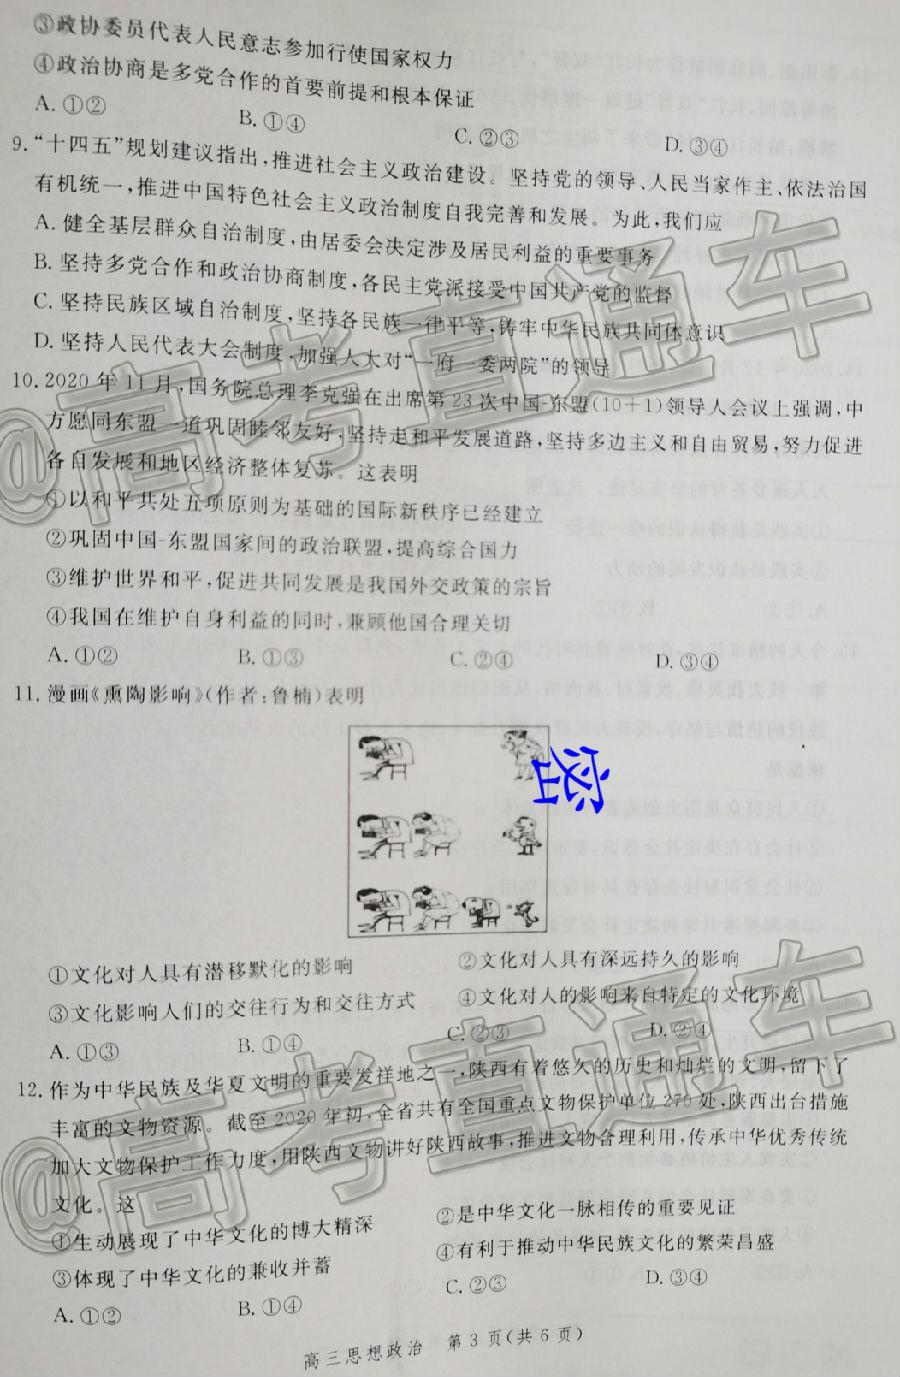 ③政协委员代表人民意志参加行使国家权力
④政治协商是多党合作的首要前提和根本保证
A. ①②  B. ①④  C. ②③  D. ③④
9. “十四五”规划建议指出，推进社会主义政治建设。坚持党的领导、人民当家作主、依法治国
有机统一，推进中国特色社会主义政治制度自我完善和发展。为此，我们应
A. 健全基层群众自治制度，由居委会决定涉及居民利益的重要事务
B. 坚持多党合作和政治协商制度，各民主党派接受中国共产党的监督
C. 坚持民族区域自治制度，坚持各民族一律平等，铸牢中华民族共同体意识
D. 坚持人民代表大会制度，加强人大对“一府一委两院”的领导
10. 2020 年 11 月，国务院总理李克强在出席第 23 次中国-东盟(10+1)领导人会议上强调，中
方愿同东盟一道巩固睦邻友好，坚持走和平发展道路，坚持多边主义和自由贸易，努力促进
各自发展和地区经济整体复苏。这表明
①以和平共处五项原则为基础的国际新秩序已经建立
②巩固中国-东盟国家间的政治联盟，提高综合国力
③维护世界和平，促进共同发展是我国外交政策的宗旨
④我国在维护自身利益的同时，兼顾他国合理关切
A. ①②  B. ①③  C. ②④  D. ③④
11. 漫画《熏陶影响》(作者：鲁楠)表明
密
①文化对人具有潜移默化的影响  ②文化对人具有深远持久的影响
③文化影响人们的交往行为和交往方式  ④文化对人的影响来自特定的文化环境
A. ①③  B. ①④  C. ②③  D. ②④
12. 作为中华民族及华夏文明的重要发祥地之一，陕西有着悠久的历史和灿烂的文明，留下了
丰富的文物资源。截至 2020 年初，全省共有全国重点文物保护单位 270 处，陕西出台措施
加大文物保护工作力度，用陕西文物讲好陕西故事，推进文物合理利用，传承中华优秀传统
文化。这
①生动展现了中华文化的博大精深  ②是中华文化一脉相传的重要见证
③体现了中华文化的兼收并蓄  ④有利于推动中华民族文化的繁荣昌盛
A. ①②  B. ①④  C. ②③  D. ③④
高三思想政治  第 3 页(共 6 页)
@高考直通车
@高考直通车